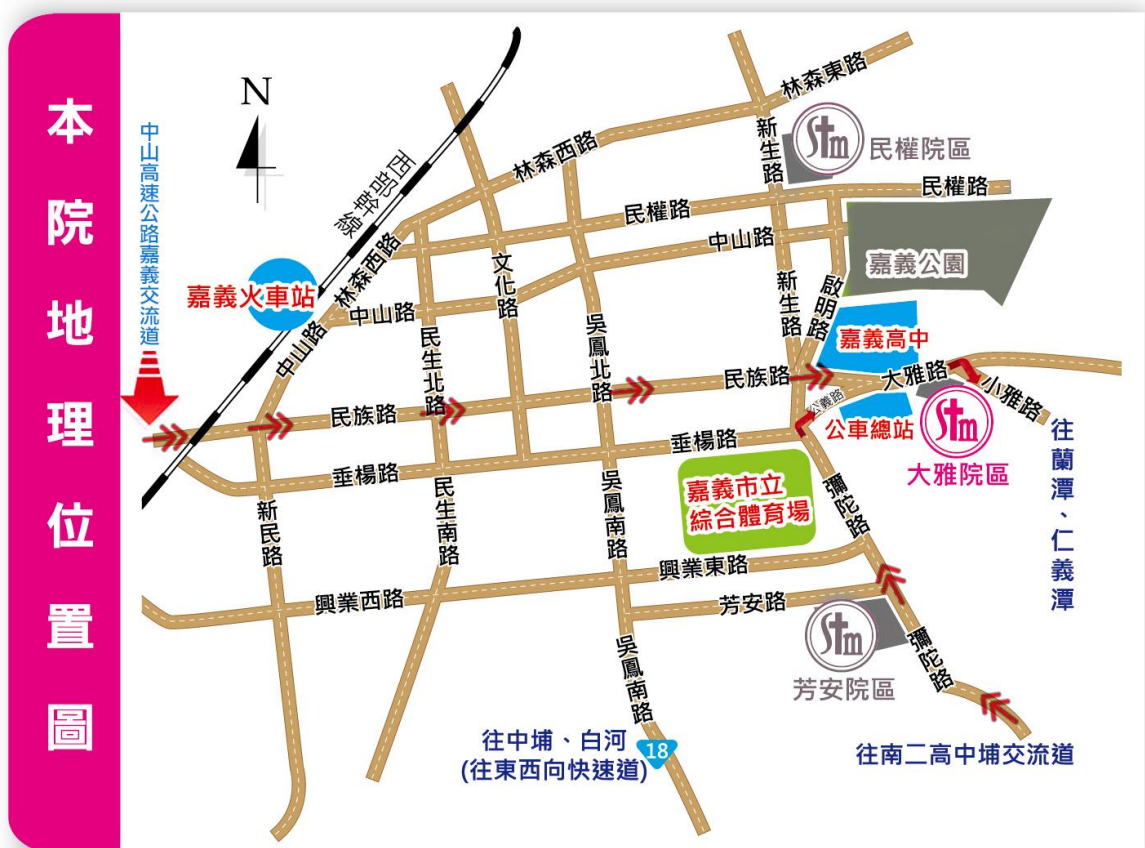 本院地理位置圖
中山高速公路嘉義交流道
N
西部幹線
嘉義火車站
林森東路
林森西路
林森西路
新生路
Stm
民權院區
民權路
民權路
中山路
中山路
中山路
文化路
嘉義公園
新生路
啟明路
嘉義高中
民生北路
吳鳳北路
民族路
民族路
大雅路
小雅路
公義路
公車總站
Stm
大雅院區
往蘭潭、仁義潭
垂楊路
垂楊路
嘉義市立
綜合體育場
彌陀路
新民路
民生南路
吳鳳南路
興業東路
興業西路
芳安路
Stm
芳安院區
彌陀路
吳鳳南路
18
往中埔、白河
(往東西向快速道)
往南二高中埔交流道